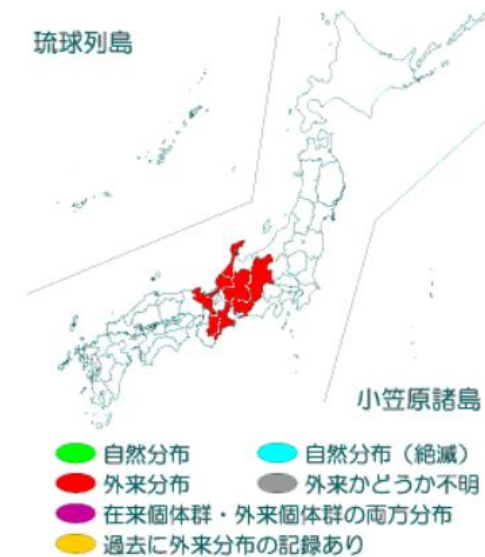 琉球列島
小笠原諸島
自然分布 自然分布（絶滅）
外来分布 外来かどうか不明
在来個体群・外来個体群の両方分布
過去に外来分布の記録あり